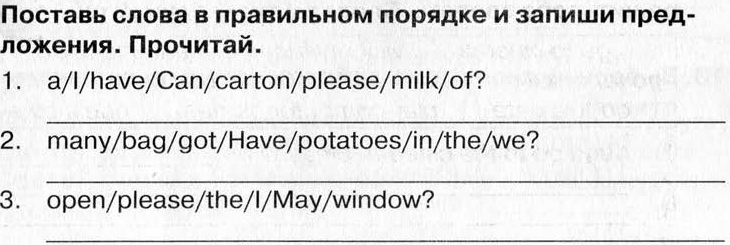 Поставь слова в правильном порядке и запиши пред-
ложения. Прочитай.
1. a/I/have/Can/carton/please/milk/of?
2. many/bag/got/Have/potatoes/in/the/we?
3. open/please/the/I/May/window?